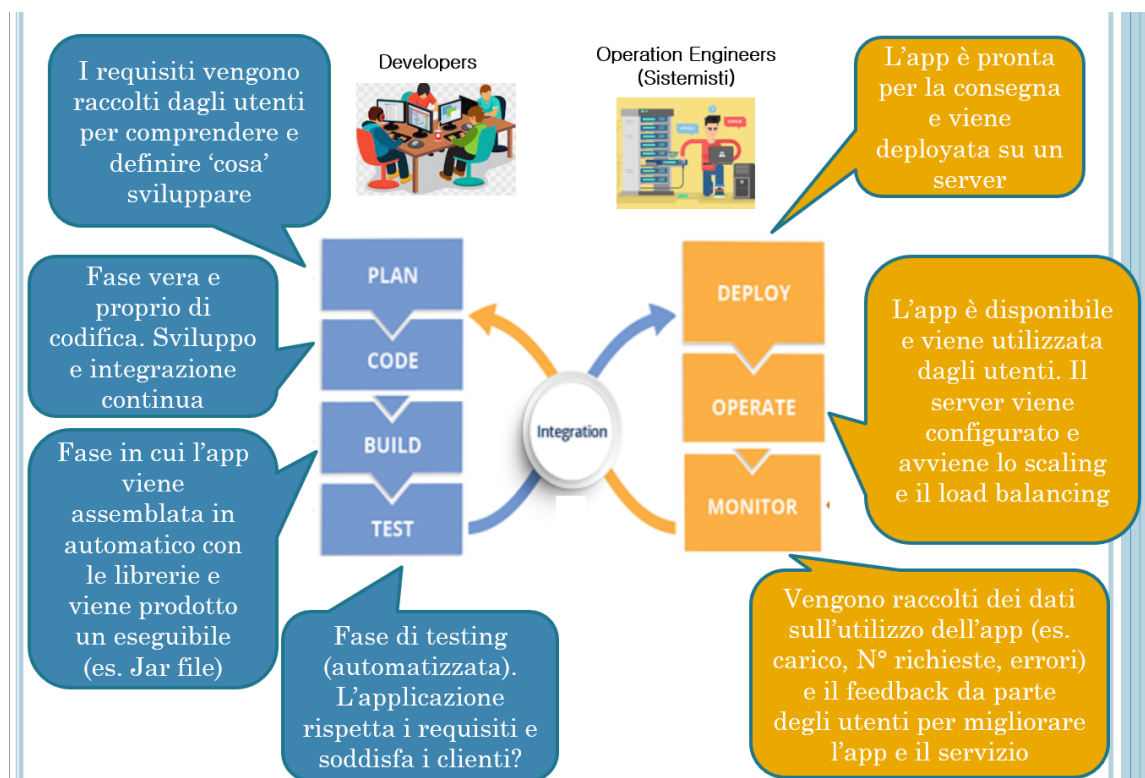 I requisiti vengono
raccolti dagli utenti
per comprendere e
definire ‘cosa’
sviluppare
Developers
Operation Engineers
(Sistemisti)
L’app è pronta
per la consegna
e viene
deployata su un
server
Fase vera e
proprio di
codifica. Sviluppo
e integrazione
continua
PLAN
CODE
BUILD
TEST
Integration
DEPLOY
OPERATE
MONITOR
L’app è disponibile
e viene utilizzata
dagli utenti. Il
server viene
configurato e
avviene lo scaling
e il load balancing
Fase in cui l’app
viene
assemblata in
automatico con
le librerie e
viene prodotto
un eseguibile
(es. Jar file)
Fase di testing
(automatizzata).
L’applicazione
rispetta i requisiti e
soddisfa i clienti?
Vengono raccolti dei dati
sull’utilizzo dell’app (es.
carico, N° richieste, errori)
e il feedback da parte
degli utenti per migliorare
l’app e il servizio